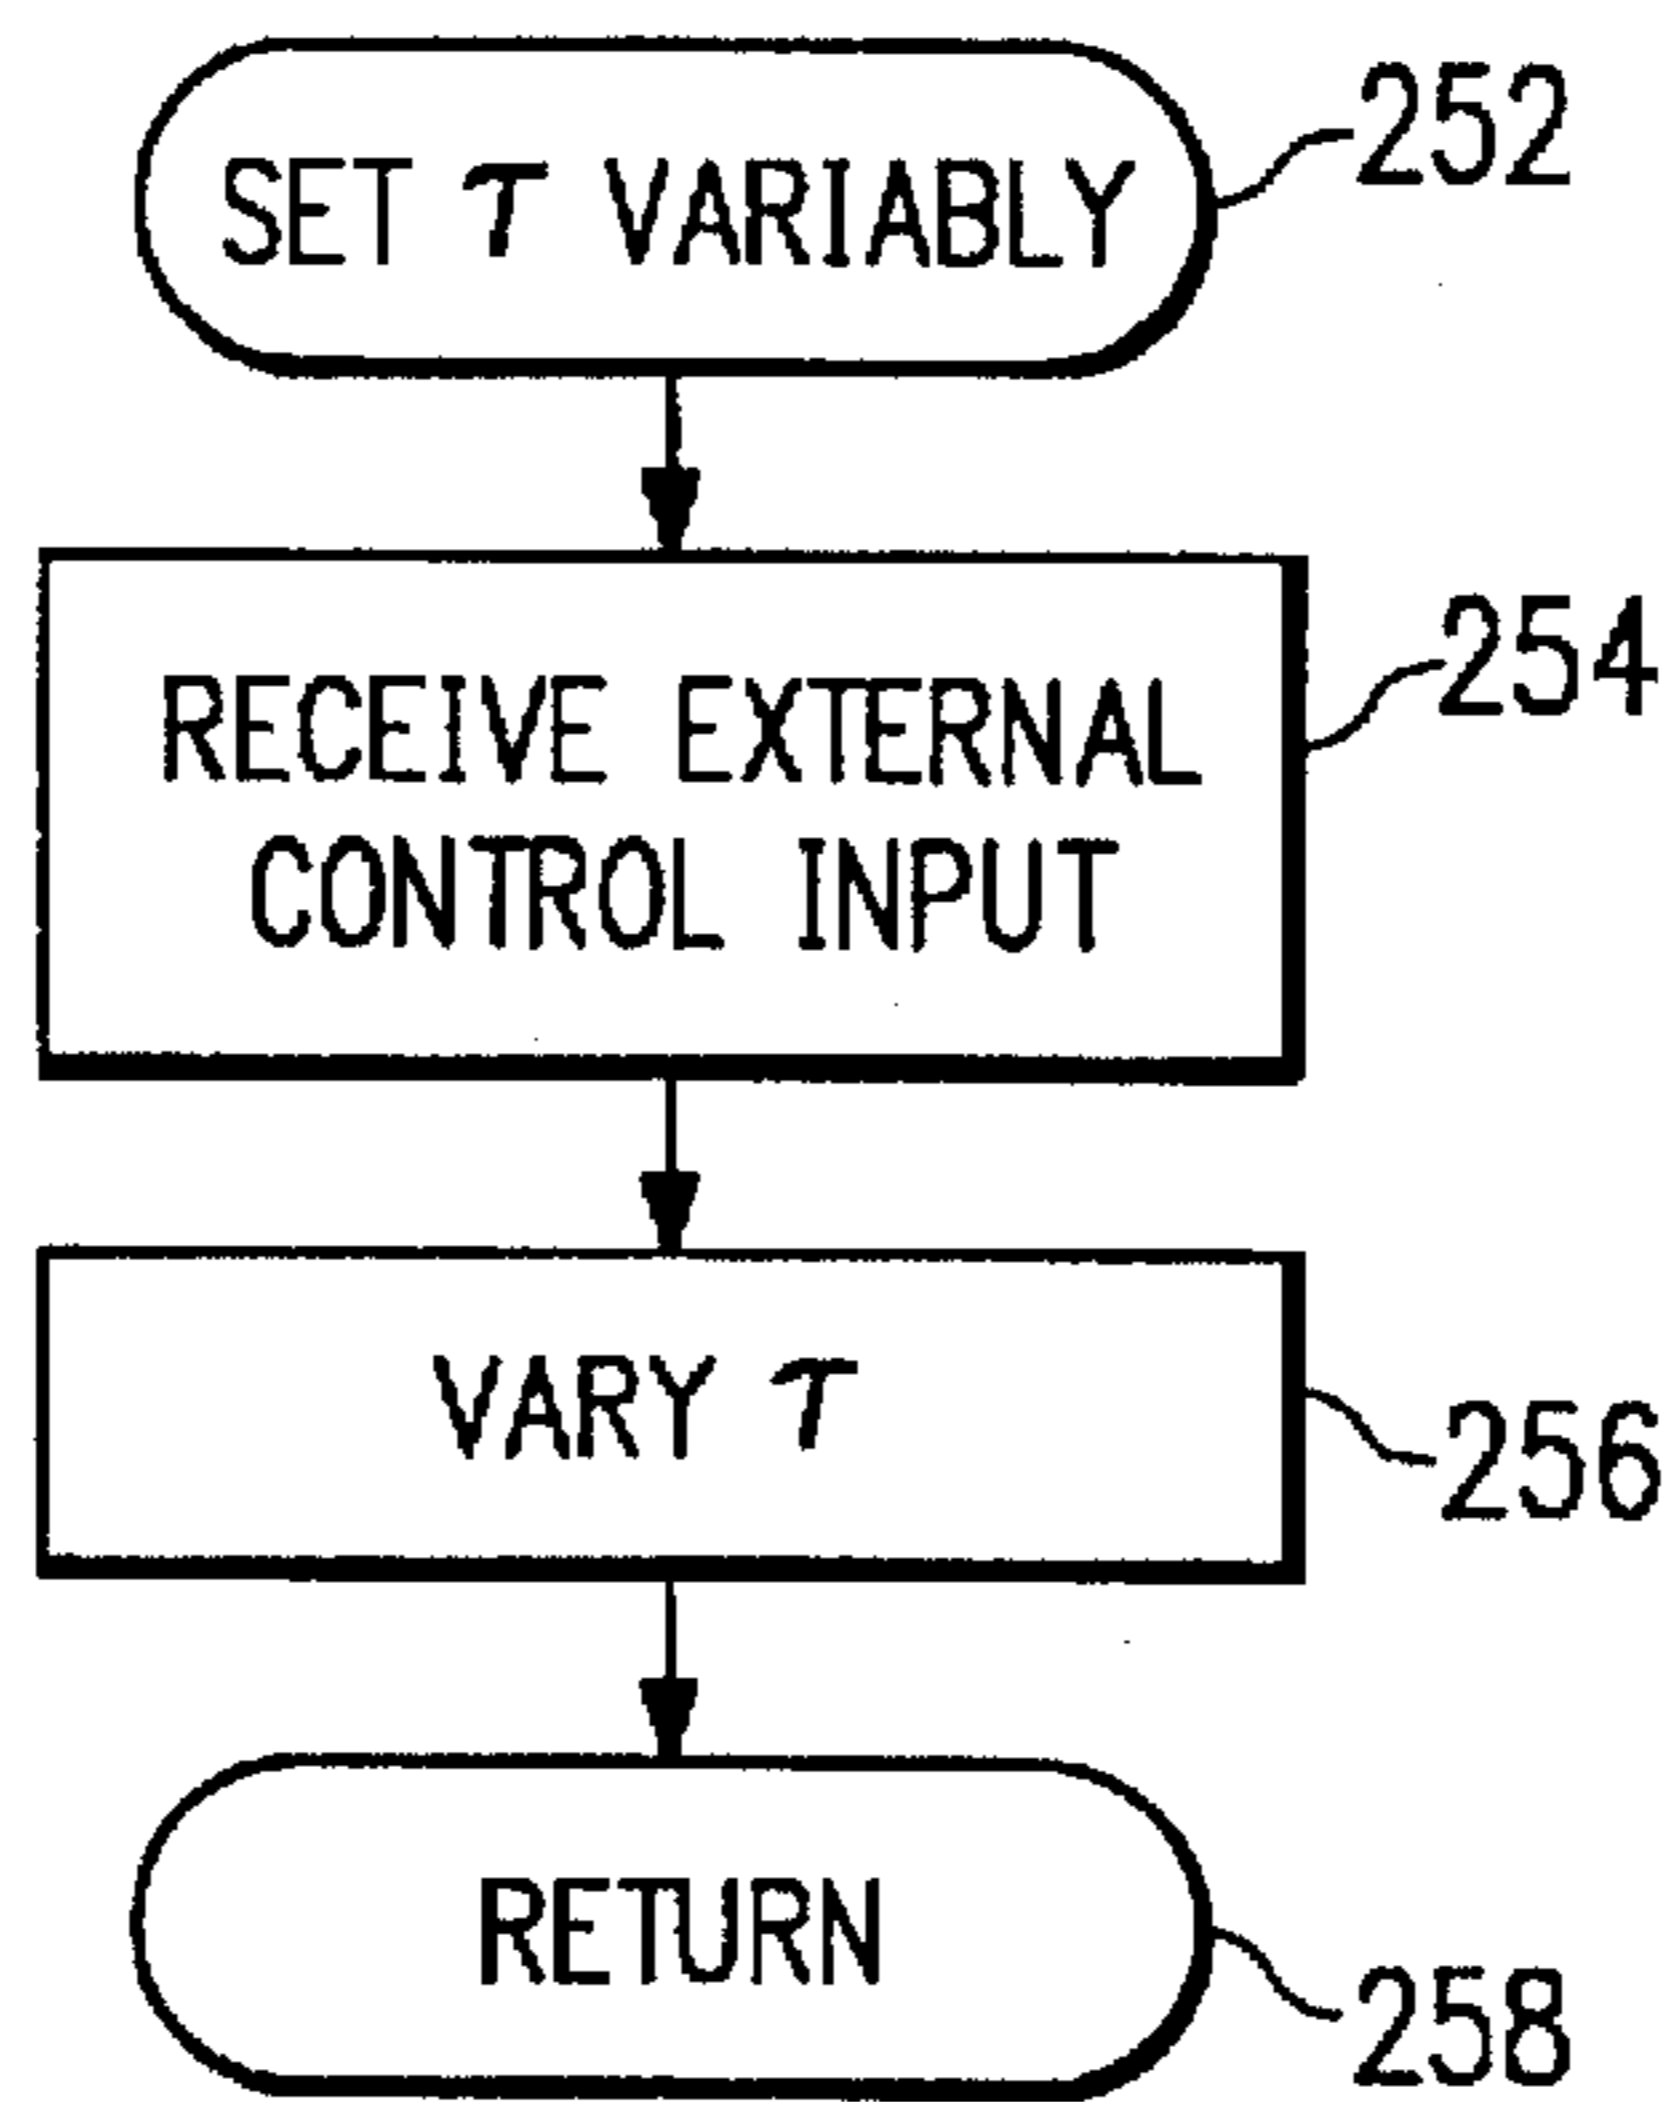 SET τ VARIABLY
252
RECEIVE EXTERNAL
CONTROL INPUT
254
VARY τ
256
RETURN
258